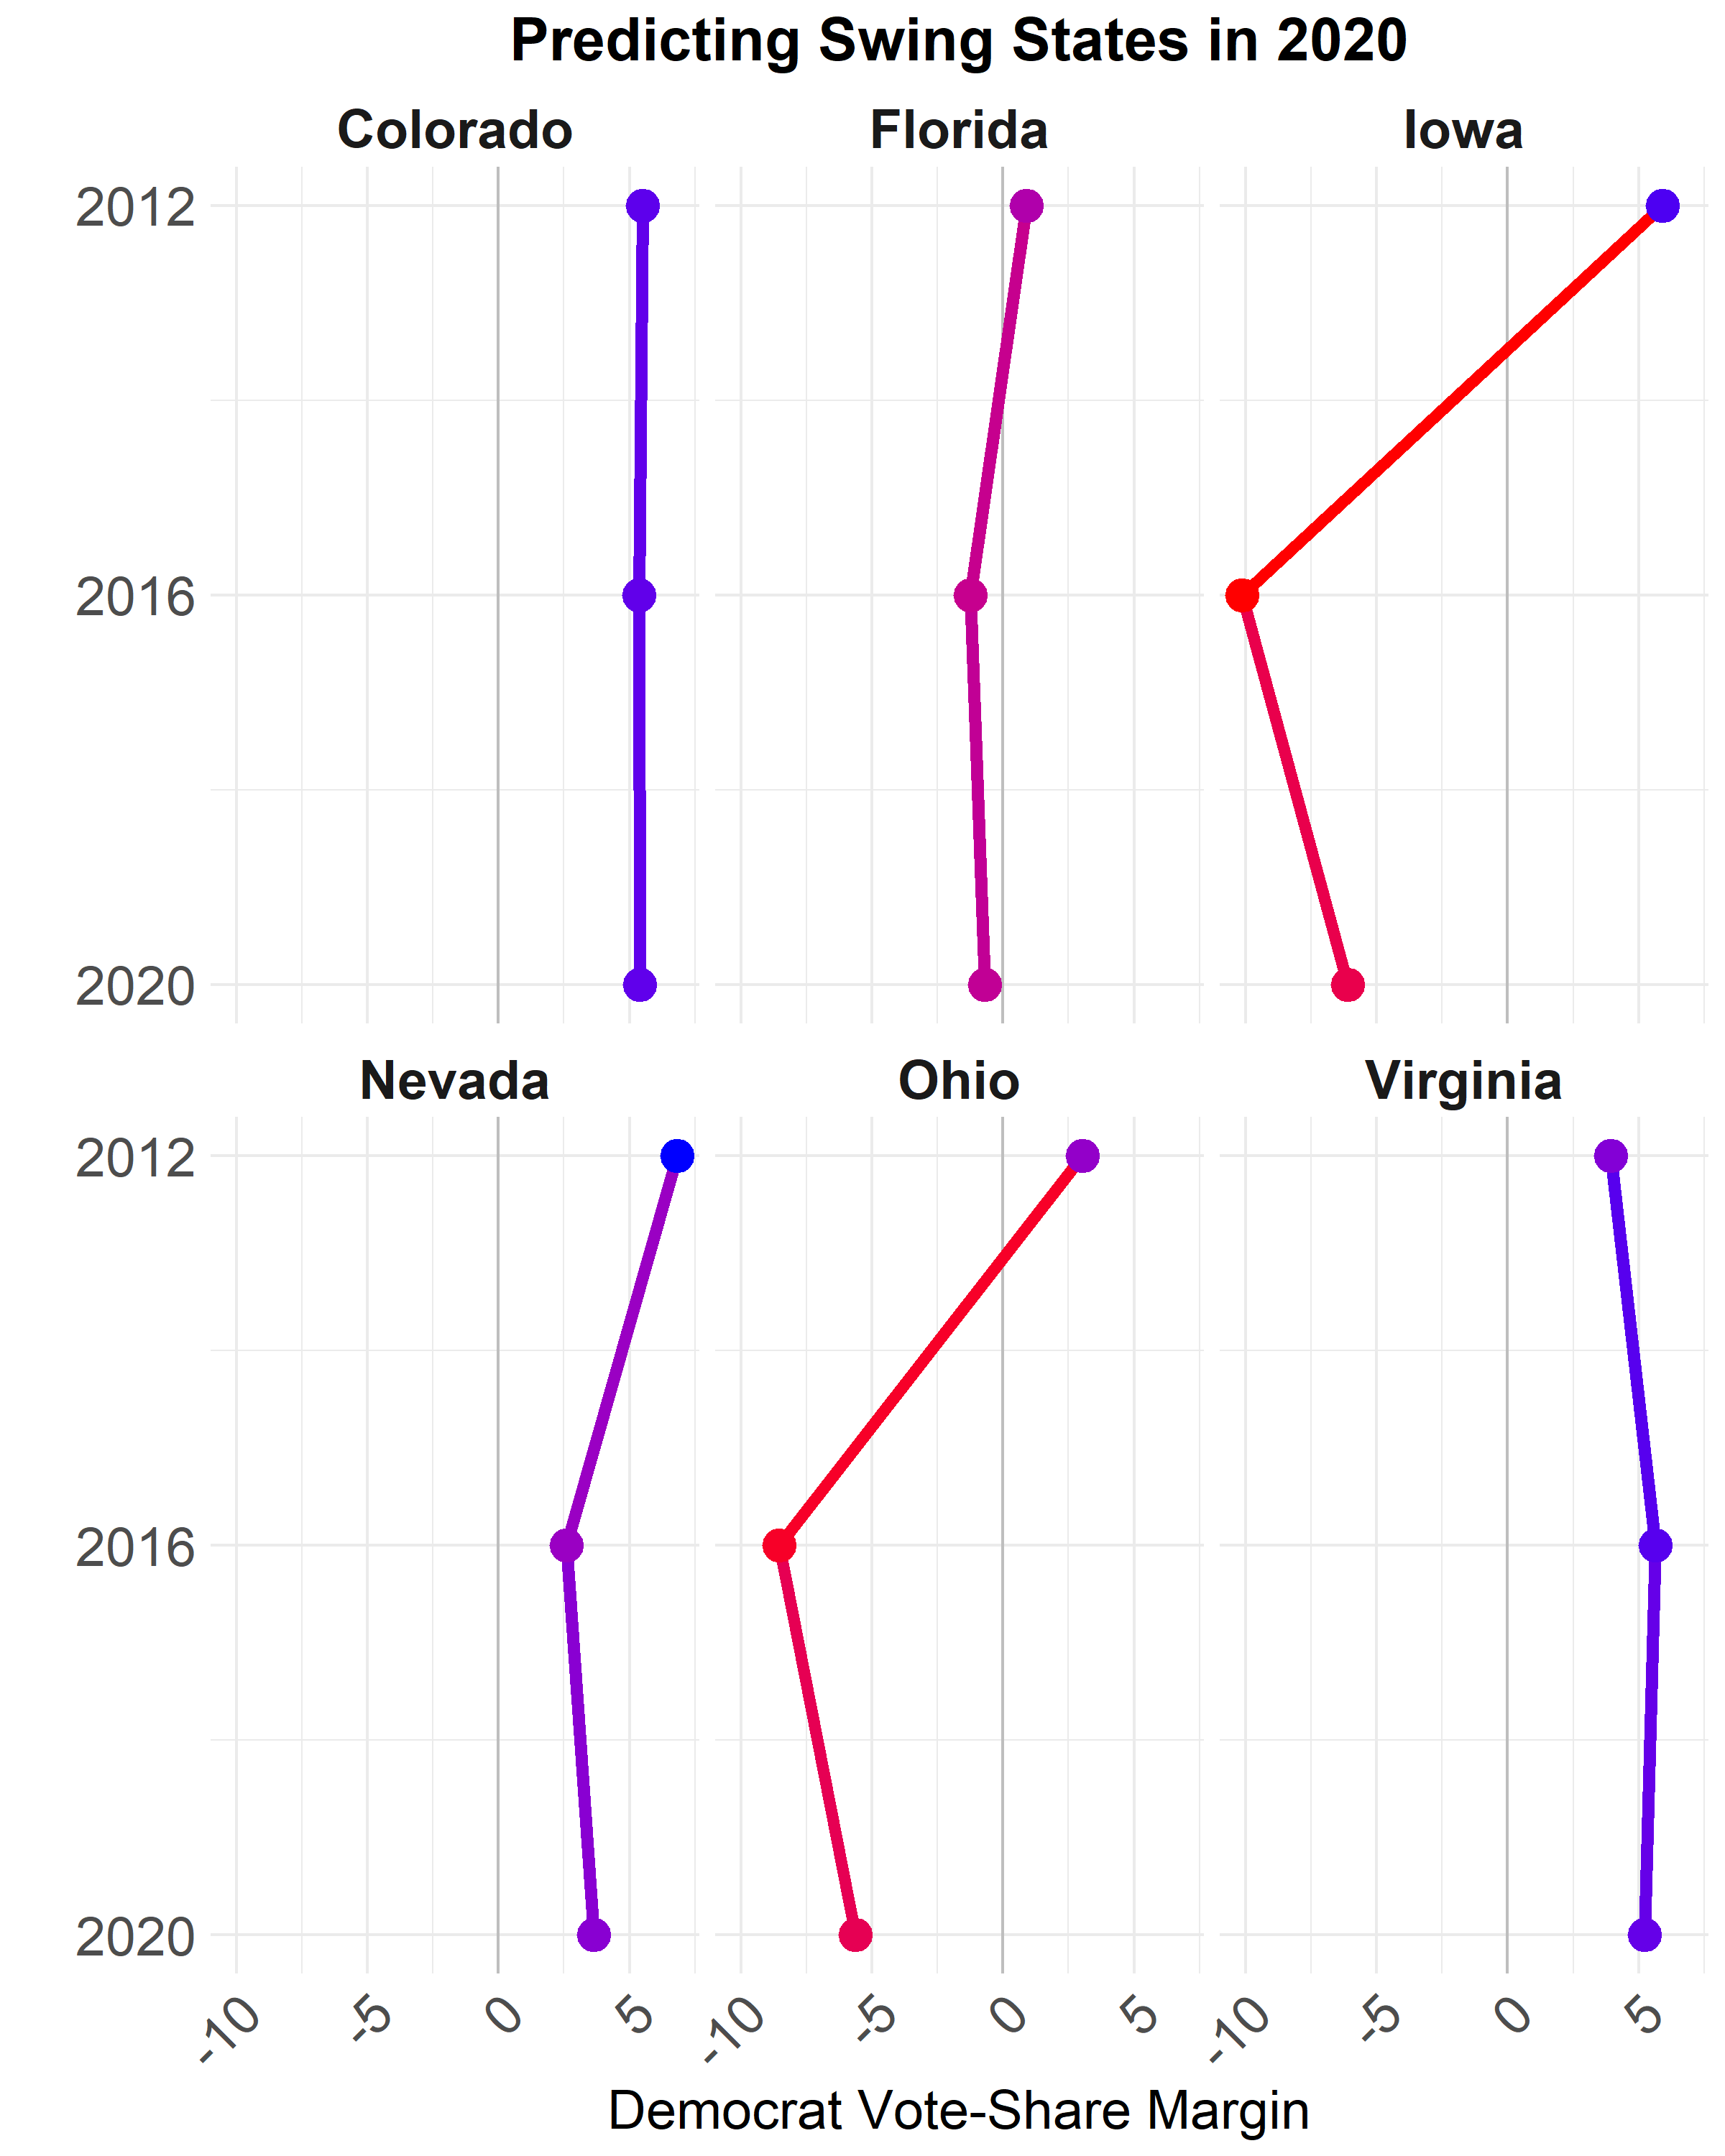 Predicting Swing States in 2020
Colorado Florida Iowa
2012
2016
2020
Nevada Ohio Virginia
2012
2016
2020
-10 -5 0 5 -10 -5 0 5 -10 -5 0 5
Democrat Vote-Share Margin